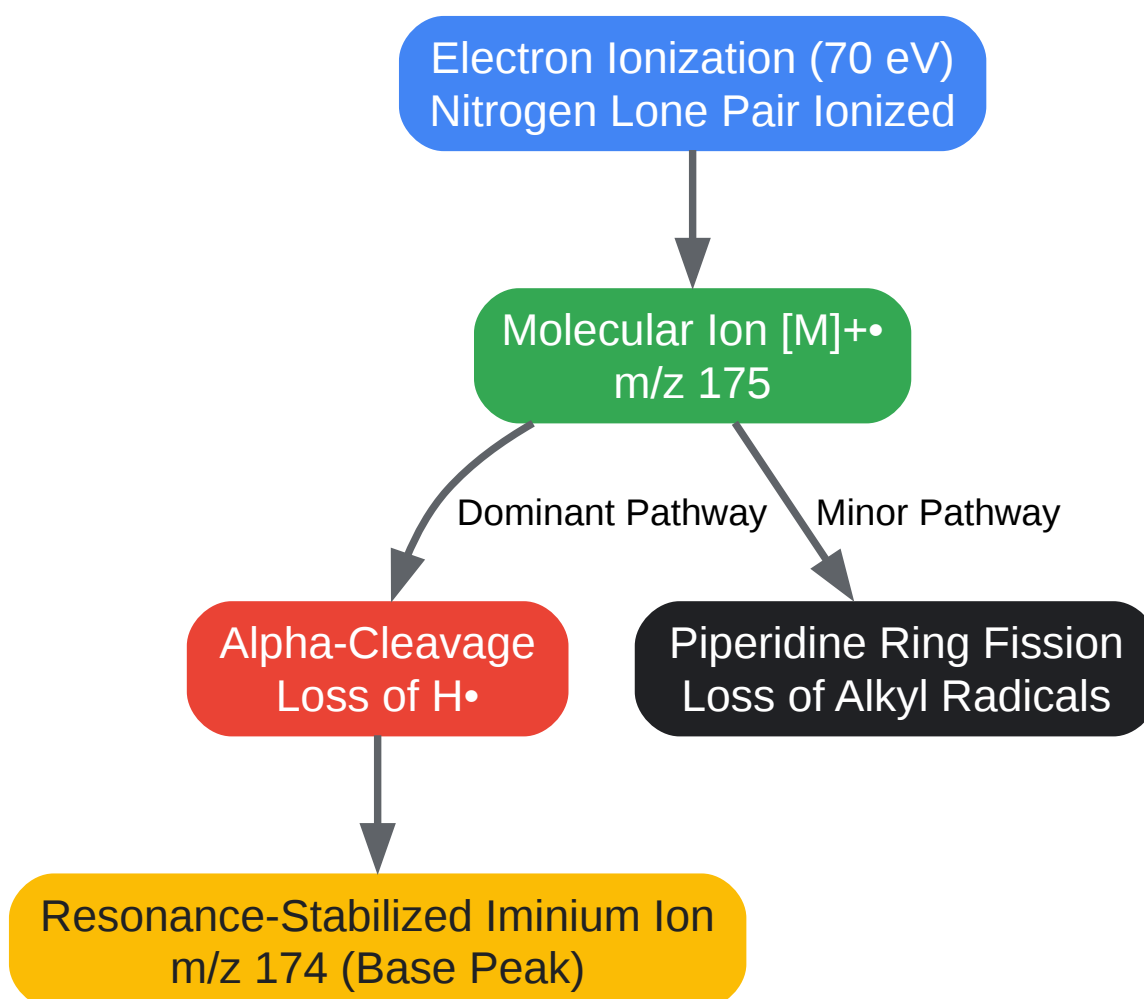 Electron Ionization (70 eV)
Nitrogen Lone Pair Ionized
Molecular Ion [M]+•
m/z 175
Dominant Pathway
Minor Pathway
Alpha-Cleavage
Loss of H•
Piperidine Ring Fission
Loss of Alkyl Radicals
Resonance-Stabilized Iminium Ion
m/z 174 (Base Peak)